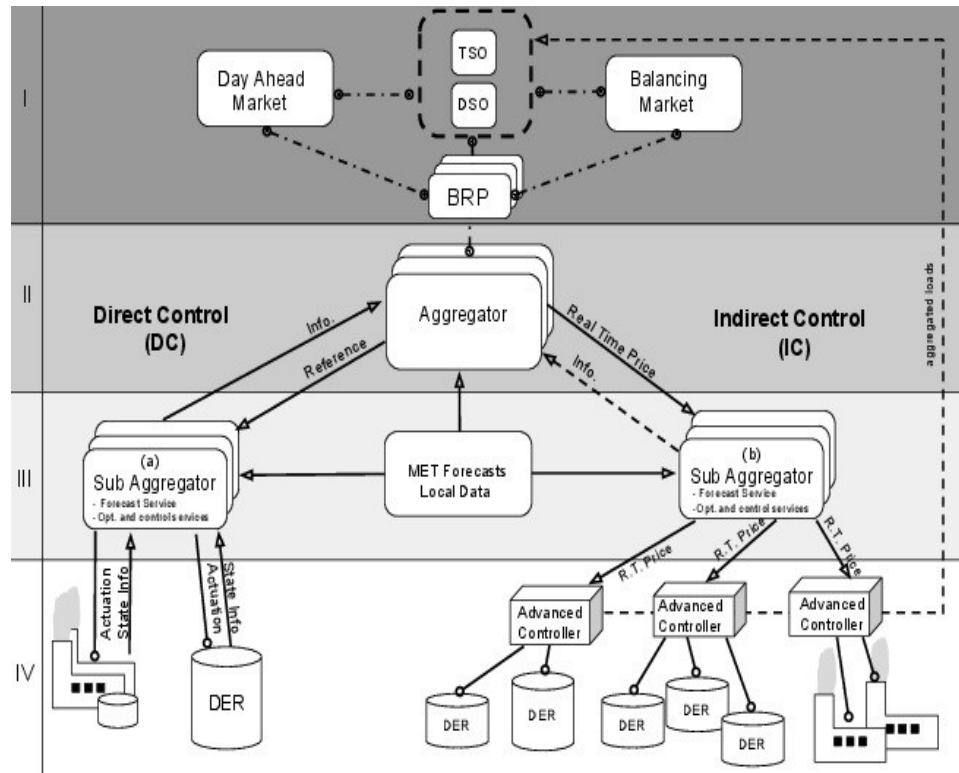 I
Day Ahead
Market
TSO
DSO
Balancing
Market
BRP
II
Direct Control
(DC)
Info.
Reference
Aggregator
Real Time Price
Info.
Indirect Control
(IC)
aggregated loads
III
(a)
Sub Aggregator
- Forecast Service
- Opt. and control services
MET Forecasts
Local Data
(b)
Sub Aggregator
- Forecast Service
- Opt. and control services
IV
Actuation
State Info
State Info
Actuation
DER
R.T. Price
R.T. Price
R.T. Price
Advanced
Controller
Advanced
Controller
Advanced
Controller
DER
DER
DER
DER
DER